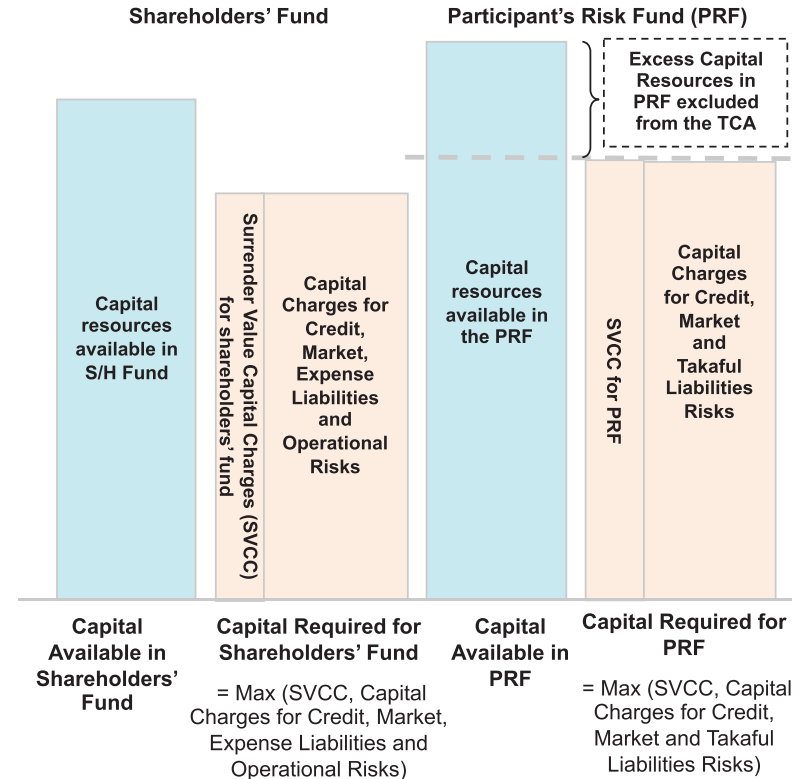 Shareholders’ Fund
Participant’s Risk Fund (PRF)
Excess Capital
Resources in
PRF excluded
from the TCA
Capital
resources
available in
S/H Fund
Surrender Value Capital Charges (SVCC)
for shareholders’ fund
Capital
Charges for
Credit,
Market,
Expense
Liabilities
and
Operational
Risks
Capital
resources
available in
the PRF
SVCC for PRF
Capital
Charges
for Credit,
Market
and
Takaful
Liabilities
Risks
Capital
Available in
Shareholders’
Fund
Capital Required for
Shareholders’ Fund
= Max (SVCC, Capital
Charges for Credit, Market,
Expense Liabilities and
Operational Risks)
Capital
Available in
PRF
Capital Required for
PRF
= Max (SVCC, Capital
Charges for Credit,
Market and Takaful
Liabilities Risks)